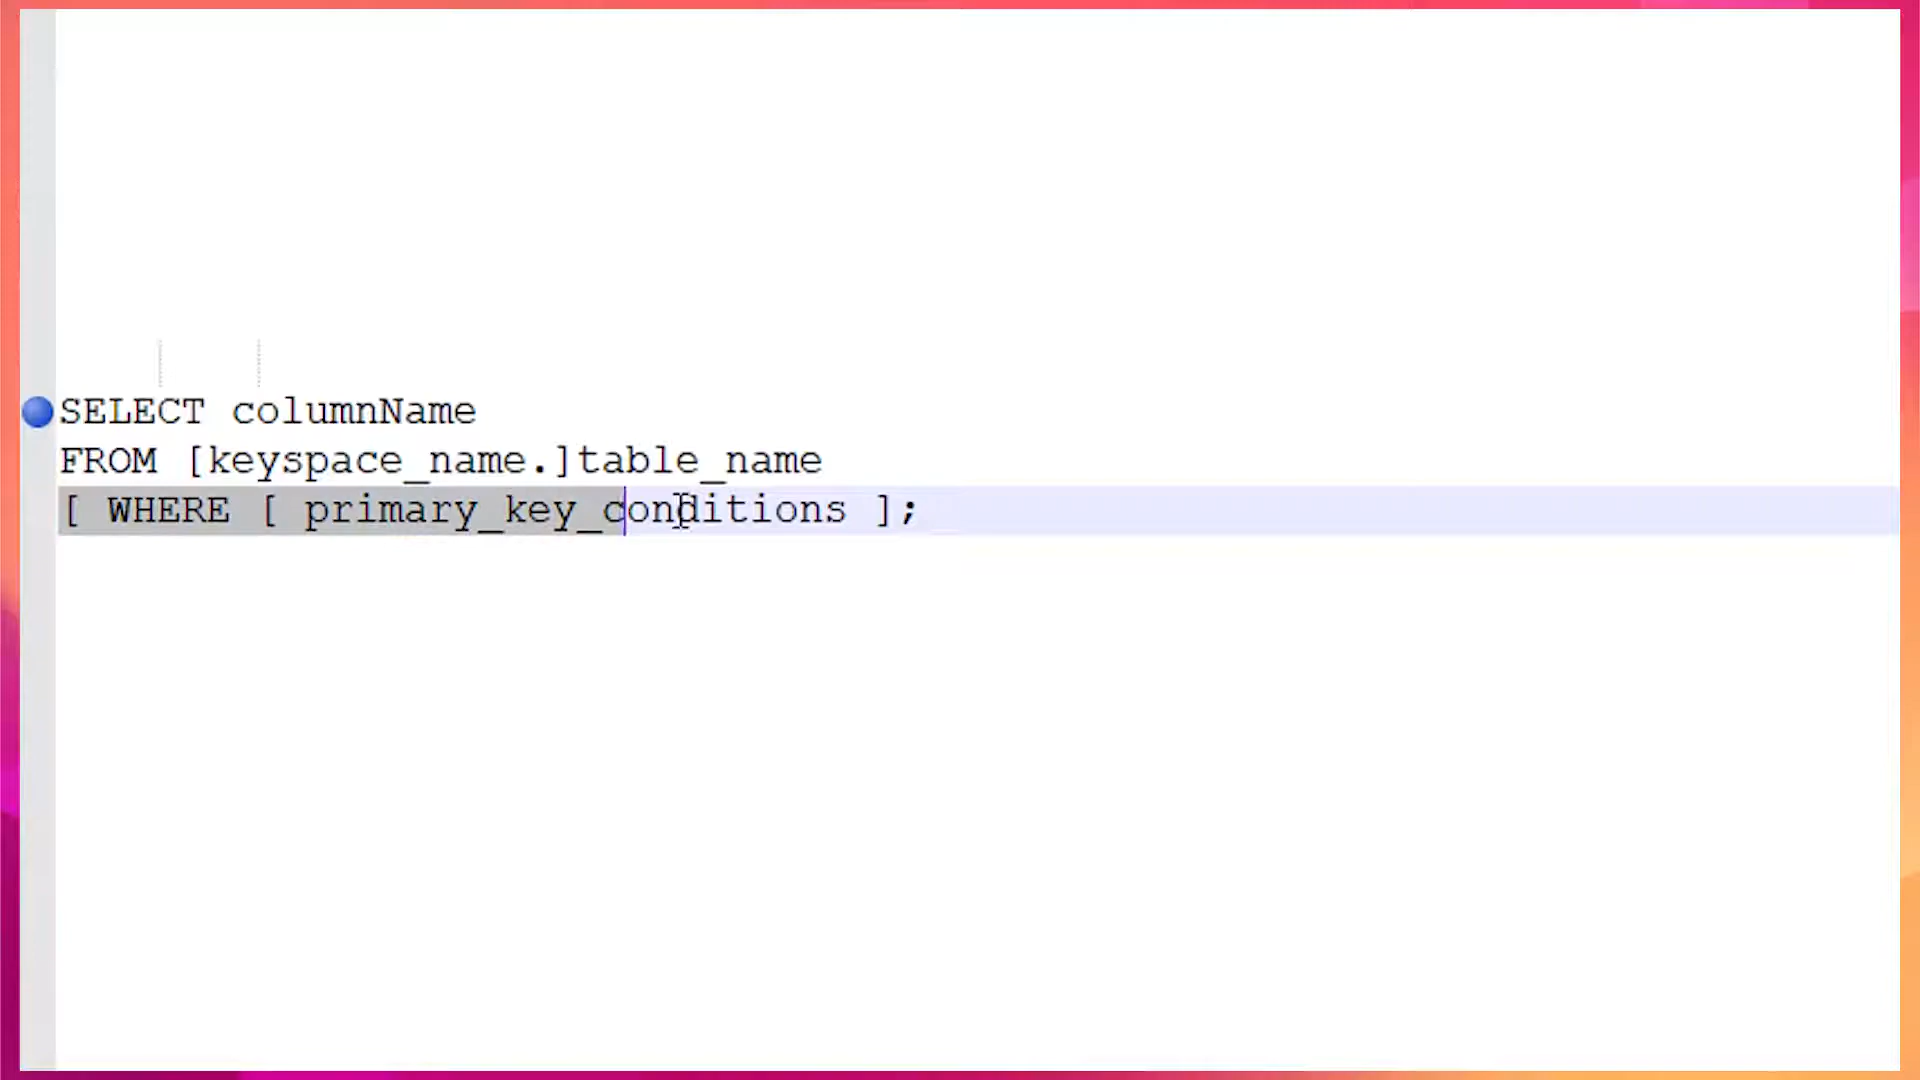 SELECT columnName
FROM [keyspace_name.]table_name
[ WHERE [ primary_key_conditions ];